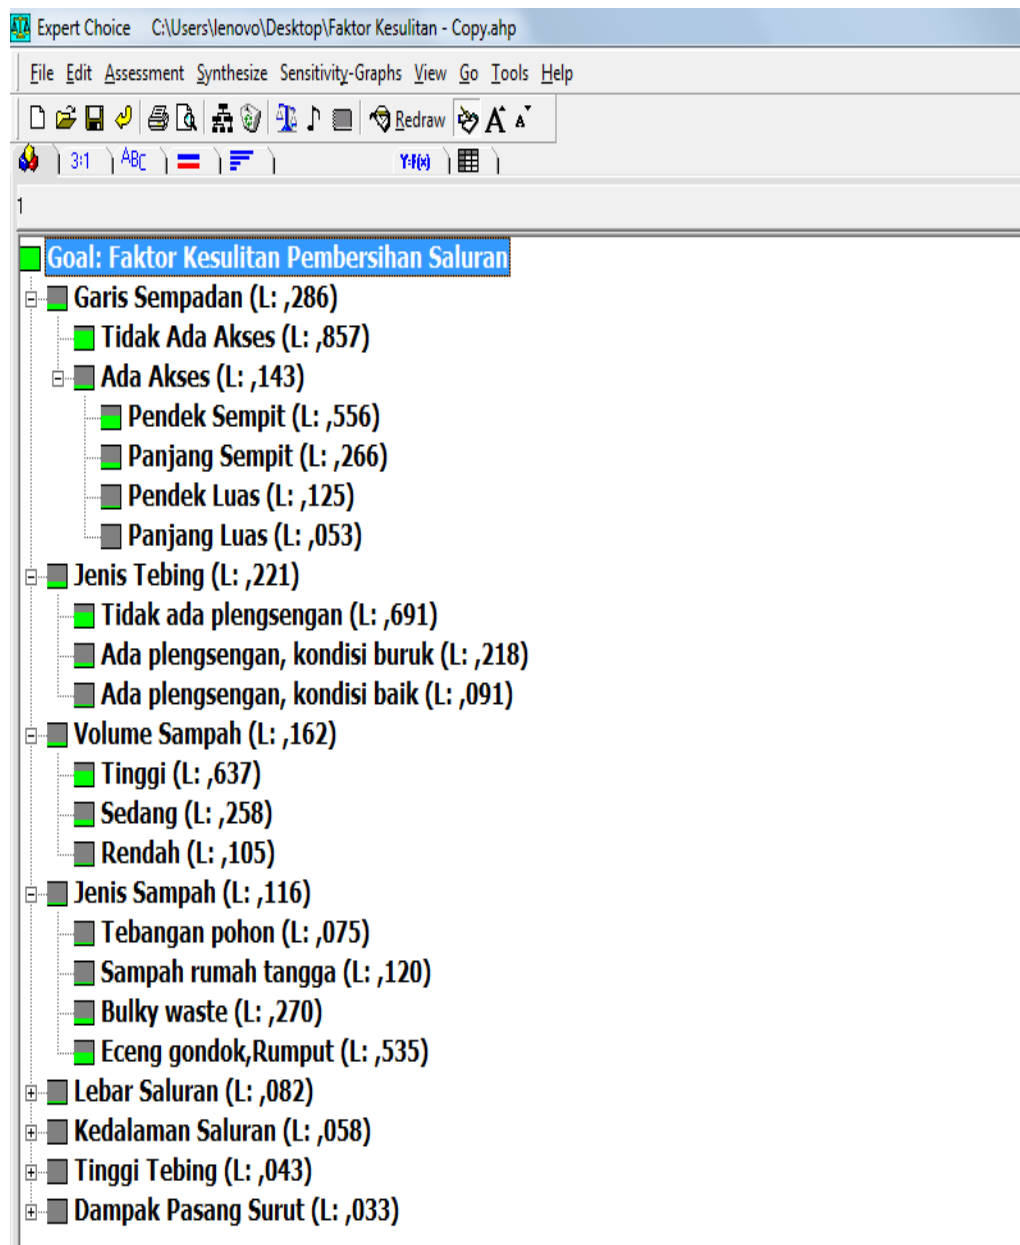 Expert Choice C:\Users\lenovo\Desktop\Faktor Kesulitan - Copy.ahp
File Edit Assessment Synthesize Sensitivity-Graphs View Go Tools Help
Redraw A A
3:1 ABC Y=f(x)
1
Goal: Faktor Kesulitan Pembersihan Saluran
Garis Sempadan (L: ,286)
Tidak Ada Akses (L: ,857)
Ada Akses (L: ,143)
Pendek Sempit (L: ,556)
Panjang Sempit (L: ,266)
Pendek Luas (L: ,125)
Panjang Luas (L: ,053)
Jenis Tebing (L: ,221)
Tidak ada plengsengan (L: ,691)
Ada plengsengan, kondisi buruk (L: ,218)
Ada plengsengan, kondisi baik (L: ,091)
Volume Sampah (L: ,162)
Tinggi (L: ,637)
Sedang (L: ,258)
Rendah (L: ,105)
Jenis Sampah (L: ,116)
Tebangan pohon (L: ,075)
Sampah rumah tangga (L: ,120)
Bulky waste (L: ,270)
Eceng gondok,Rumput (L: ,535)
Lebar Saluran (L: ,082)
Kedalaman Saluran (L: ,058)
Tinggi Tebing (L: ,043)
Dampak Pasang Surut (L: ,033)